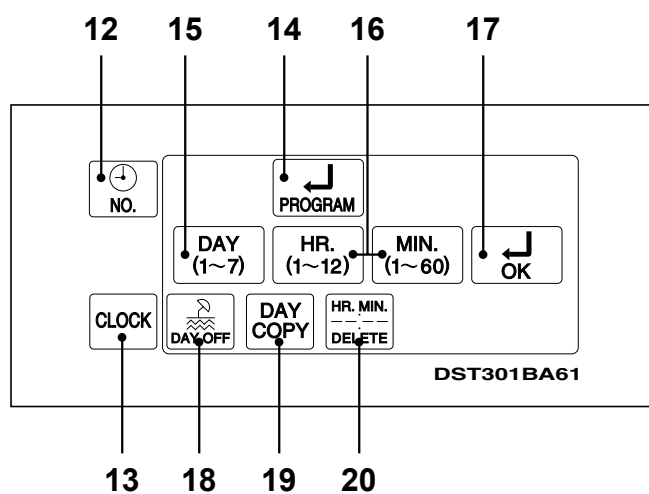 12 15 14 16 17
NO.
PROGRAM
DAY
(1~7)
HR.
(1~12)
MIN.
(1~60)
OK
CLOCK
DAY OFF
DAY
COPY
HR. MIN.
--:--
DELETE
DST301BA61
13 18 19 20